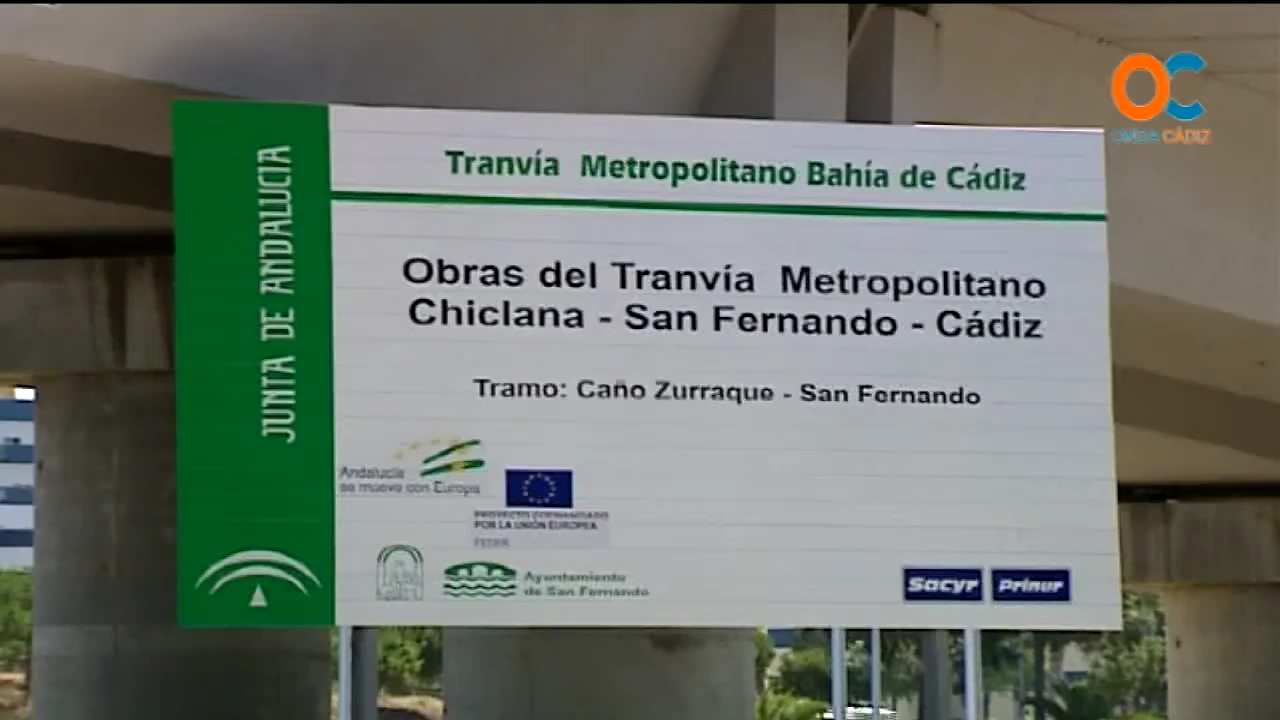 OC
ONDA CÁDIZ
JUNTA DE ANDALUCIA
Tranvía Metropolitano Bahía de Cádiz
Obras del Tranvía Metropolitano
Chiclana - San Fernando - Cádiz
Tramo: Caño Zurraque - San Fernando
Andalucía
se mueve con Europa
PROYECTO COFINANCIADO
POR LA UNIÓN EUROPEA
FEDER
Ayuntamiento
de San Fernando
Sacyr
Prinur